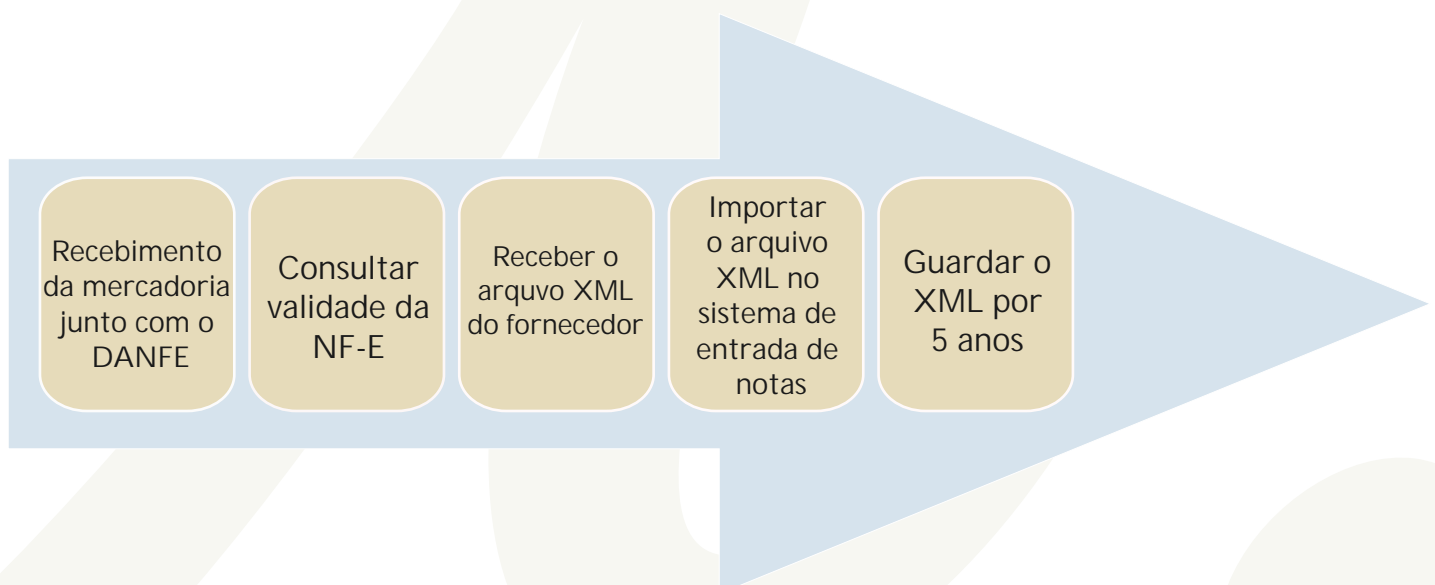 Recebimento
da mercadoria
junto com o
DANFE
Consultar
validade da
NF-E
Receber o
arquvo XML
do fornecedor
Importar
o arquivo
XML no
sistema de
entrada de
notas
Guardar o
XML por
5 anos